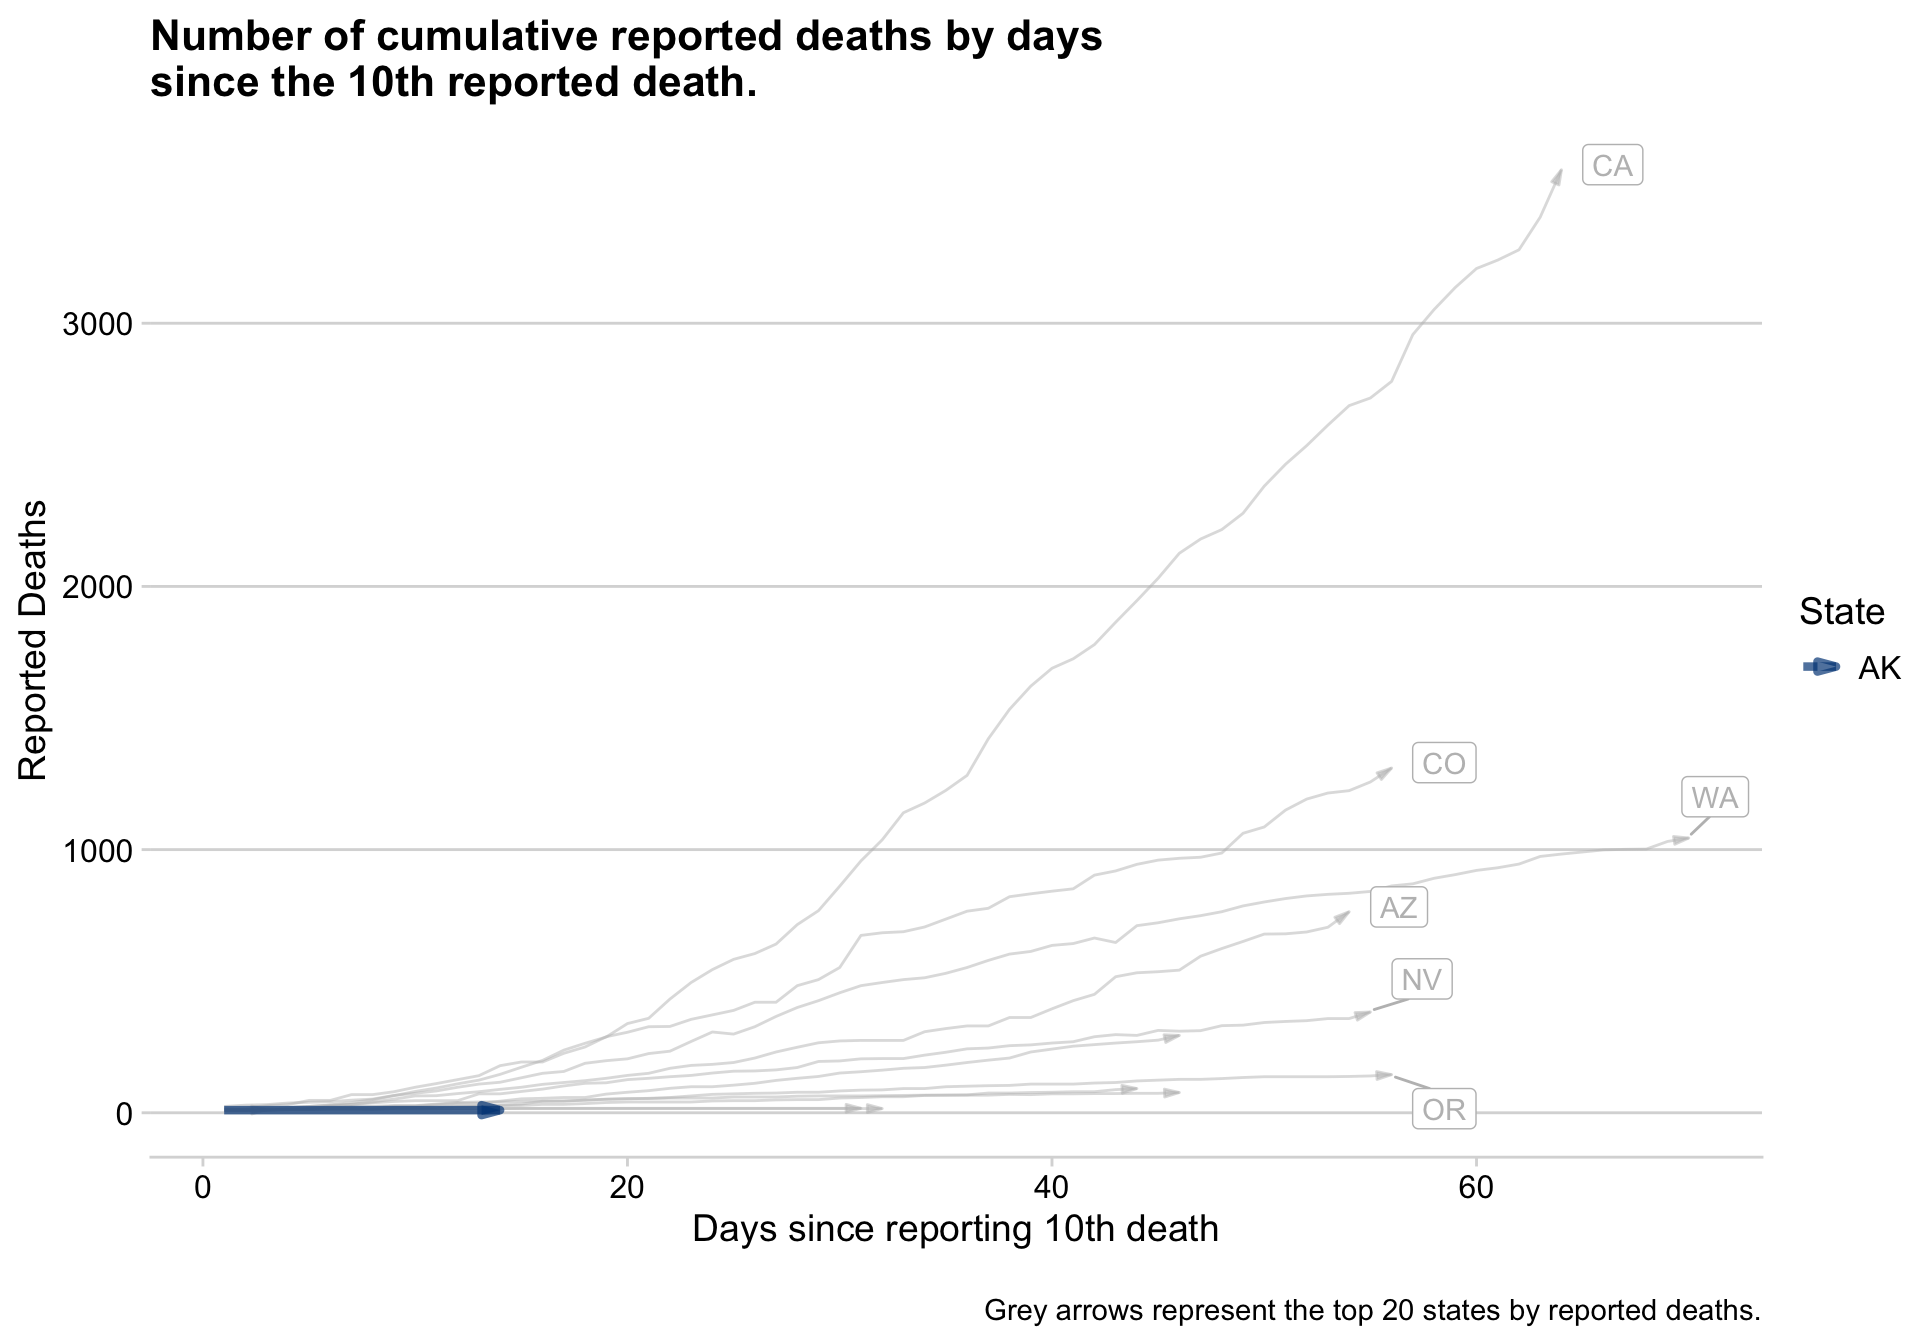 Number of cumulative reported deaths by days
since the 10th reported death.
CA
3000
2000
State
AK
CO
WA
1000
AZ
NV
OR
0
Reported Deaths
0 20 40 60
Days since reporting 10th death
Grey arrows represent the top 20 states by reported deaths.